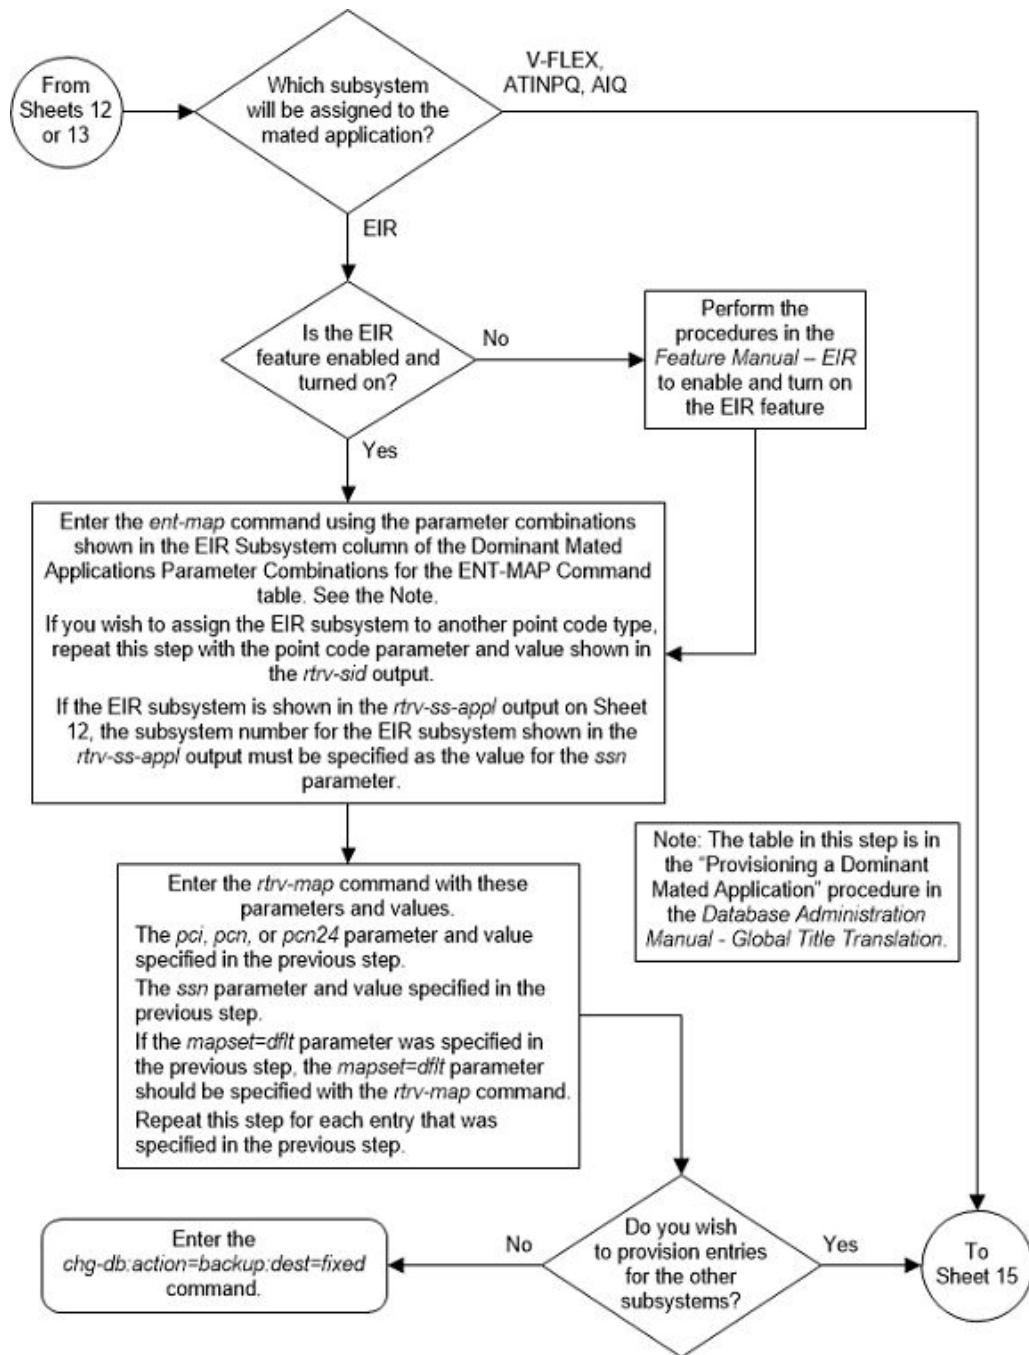 From
Sheets 12
or 13
Which subsystem
will be assigned to the
mated application?
V-FLEX,
ATINPQ, AIQ
EIR
Is the EIR
feature enabled and
turned on?
No
Perform the
procedures in the
Feature Manual – EIR
to enable and turn on
the EIR feature
Yes
Enter the ent-map command using the parameter combinations
shown in the EIR Subsystem column of the Dominant Mated
Applications Parameter Combinations for the ENT-MAP Command
table. See the Note.
If you wish to assign the EIR subsystem to another point code type,
repeat this step with the point code parameter and value shown in
the rtrv-sid output.
If the EIR subsystem is shown in the rtrv-ss-appl output on Sheet
12, the subsystem number for the EIR subsystem shown in the
rtrv-ss-appl output must be specified as the value for the ssn
parameter.
Note: The table in this step is in
the “Provisioning a Dominant
Mated Application” procedure in
the Database Administration
Manual - Global Title Translation.
Enter the rtrv-map command with these
parameters and values.
The pci, pcn, or pcn24 parameter and value
specified in the previous step.
The ssn parameter and value specified in the
previous step.
If the mapset=dflt parameter was specified in
the previous step, the mapset=dflt parameter
should be specified with the rtrv-map command.
Repeat this step for each entry that was
specified in the previous step.
Do you wish
to provision entries
for the other
subsystems?
No
Yes
Enter the
chg-db:action=backup:dest=fixed
command.
To
Sheet 15